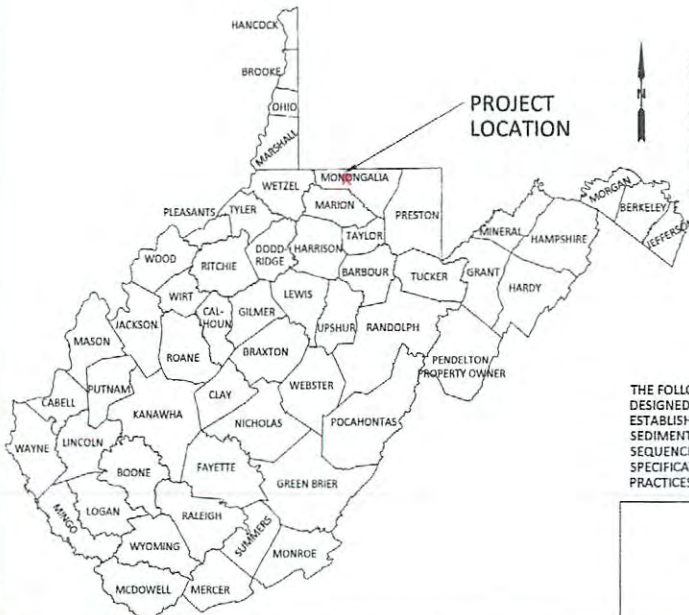 HANCOCK
BROOKE
OHIO
MARSHALL
PROJECT
LOCATION
N
WETZEL
MONONGALIA
MARION
PRESTON
MORGAN
BERKELEY
JEFFERSON
PLEASANTS
TYLER
TAYLOR
MINERAL
HAMPSHIRE
WOOD
RITCHIE
DODD-
RIDGE
HARRISON
BARBOUR
TUCKER
GRANT
HARDY
WIRT
CAL-
HOUN
GILMER
LEWIS
UPSHUR
RANDOLPH
JACKSON
MASON
ROANE
BRAXTON
PENDELTON
PROPERTY OWNER
PUTNAM
CABELL
CLAY
WEBSTER
KANAWHA
NICHOLAS
POCAHONTAS
WAYNE
LINCOLN
BOONE
FAYETTE
GREEN BRIER
LOGAN
MINGO
RALEIGH
SUMMERS
WYOMING
MONROE
MCDOWELL
MERCER
THE FOLLO
DESIGNED
ESTABLISH
SEDIMENT
SEQUENCE
SPECIFICA
PRACTICES